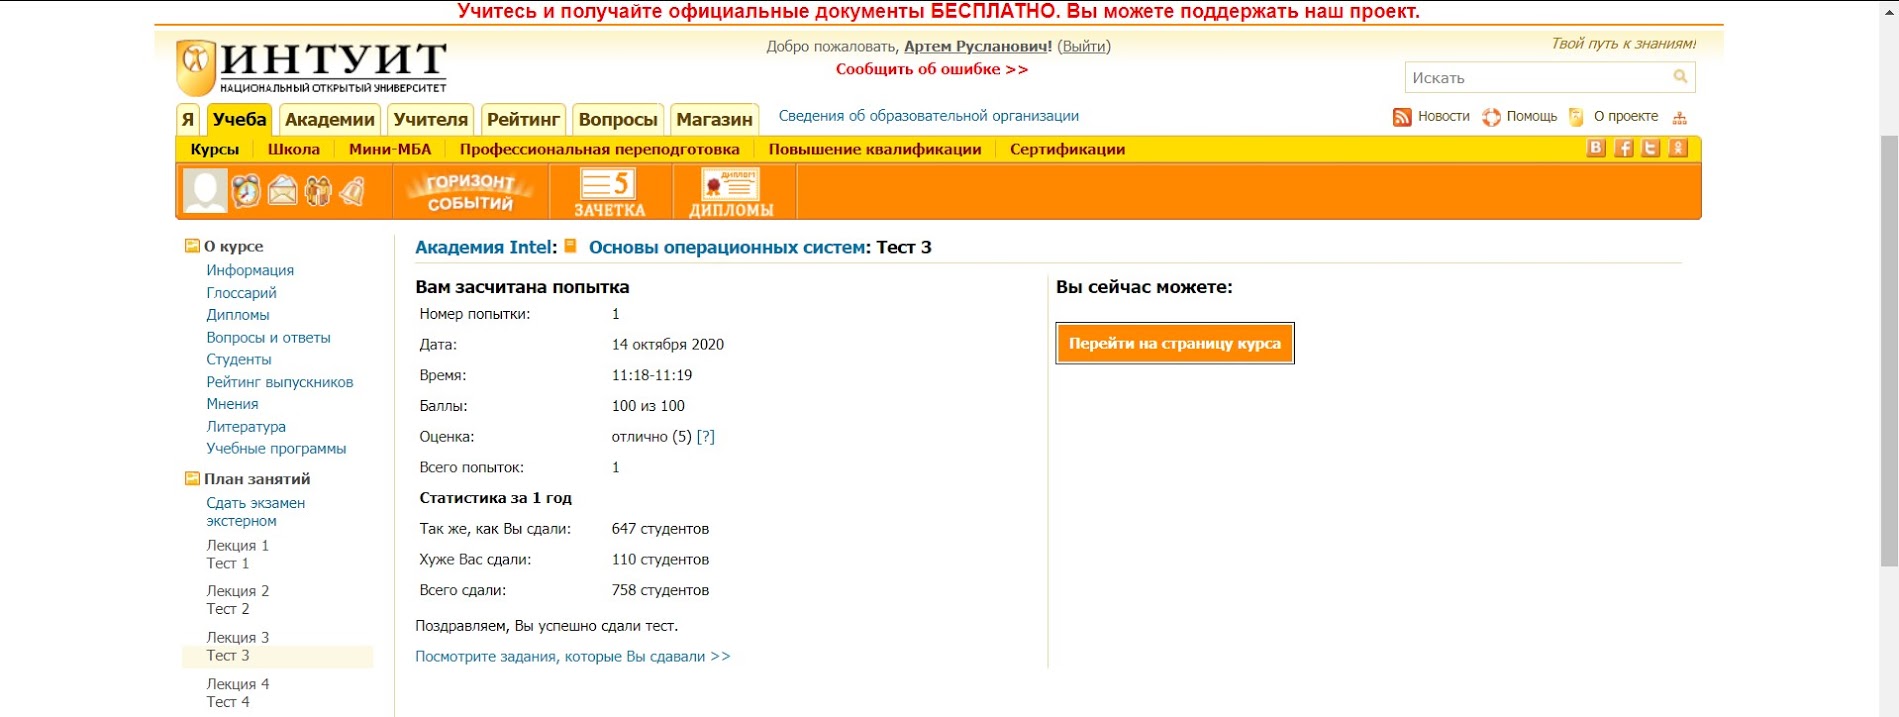 Учитесь и получайте официальные документы БЕСПЛАТНО. Вы можете поддержать наш проект.
ИНТУИТ
НАЦИОНАЛЬНЫЙ ОТКРЫТЫЙ УНИВЕРСИТЕТ
Добро пожаловать, Артем Русланович! (Выйти)
Сообщить об ошибке >>
Твой путь к знаниям!
Искать
Я Учеба Академии Учителя Рейтинг Вопросы Магазин Сведения об образовательной организации Новости Помощь О проекте
Курсы Школа Мини-МБА Профессиональная переподготовка Повышение квалификации Сертификации
ГОРИЗОНТ СОБЫТИЙ
5 ЗАЧЕТКА
ДИПЛОМ ДИПЛОМЫ
О курсе
Информация
Глоссарий
Дипломы
Вопросы и ответы
Студенты
Рейтинг выпускников
Мнения
Литература
Учебные программы
План занятий
Сдать экзамен
экстерном
Лекция 1
Тест 1
Лекция 2
Тест 2
Лекция 3
Тест 3
Лекция 4
Тест 4
Академия Intel: Основы операционных систем: Тест 3
Вам засчитана попытка
Номер попытки: 1
Дата: 14 октября 2020
Время: 11:18-11:19
Баллы: 100 из 100
Оценка: отлично (5) [?]
Всего попыток: 1
Статистика за 1 год
Так же, как Вы сдали: 647 студентов
Хуже Вас сдали: 110 студентов
Всего сдали: 758 студентов
Поздравляем, Вы успешно сдали тест.
Посмотрите задания, которые Вы сдавали >>
Вы сейчас можете:
Перейти на страницу курса